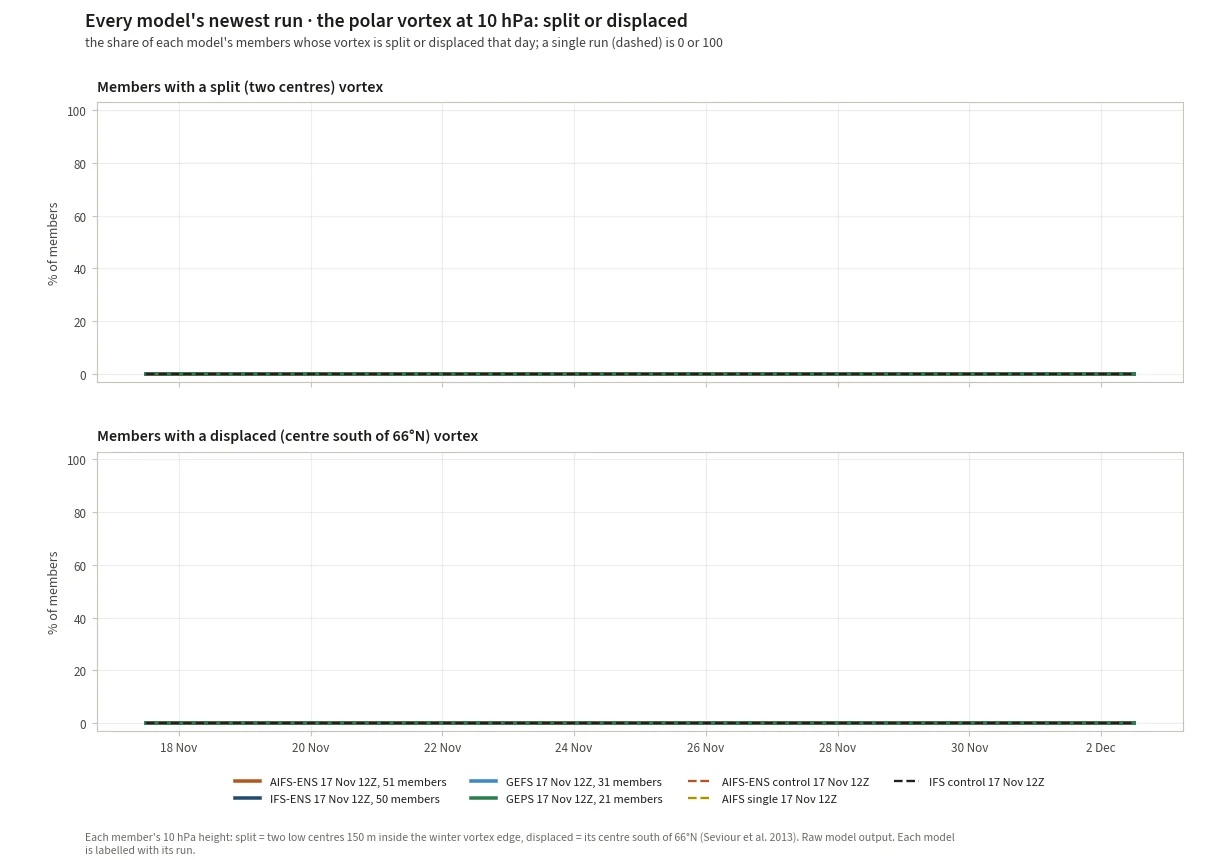 Every model's newest run · the polar vortex at 10 hPa: split or displaced
the share of each model's members whose vortex is split or displaced that day; a single run (dashed) is 0 or 100
Members with a split (two centres) vortex
100
80
60
40
20
0
% of members
Members with a displaced (centre south of 66°N) vortex
100
80
60
40
20
0
% of members
18 Nov 20 Nov 22 Nov 24 Nov 26 Nov 28 Nov 30 Nov 2 Dec
AIFS-ENS 17 Nov 12Z, 51 members GEFS 17 Nov 12Z, 31 members AIFS-ENS control 17 Nov 12Z IFS control 17 Nov 12Z
IFS-ENS 17 Nov 12Z, 50 members GEPS 17 Nov 12Z, 21 members AIFS single 17 Nov 12Z
Each member's 10 hPa height: split = two low centres 150 m inside the winter vortex edge, displaced = its centre south of 66°N (Seviour et al. 2013). Raw model output. Each model
is labelled with its run.